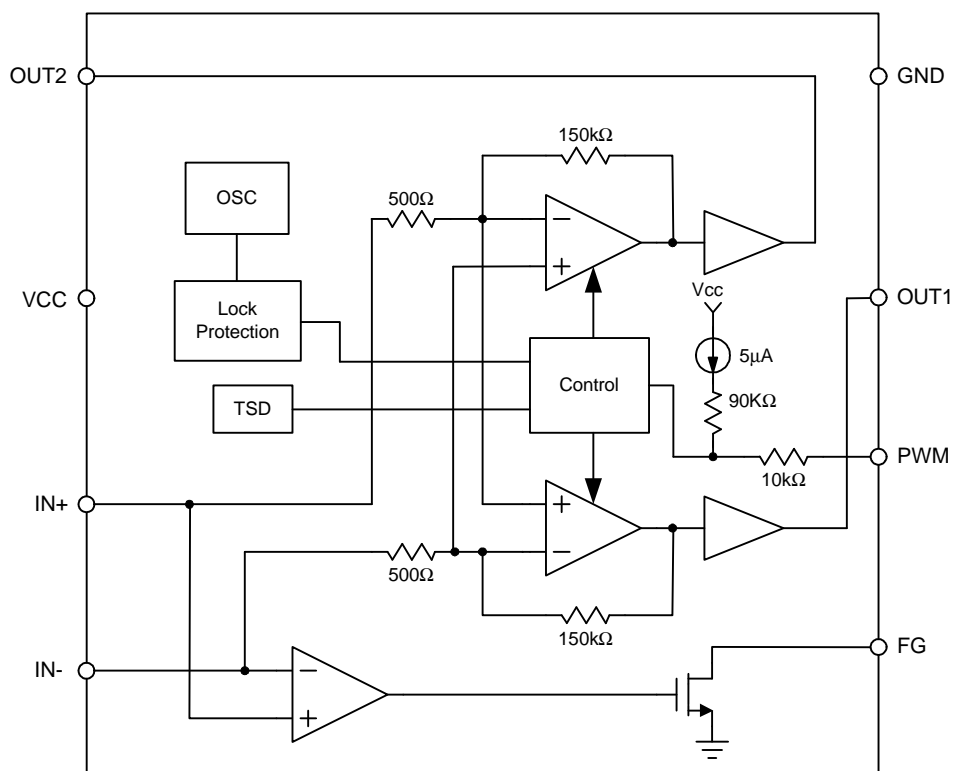 OUT2
GND
150kΩ
OSC
500Ω
−
+
VCC
Lock
Protection
Vcc
OUT1
5μA
Control
90KΩ
TSD
PWM
10kΩ
IN+
+
−
500Ω
150kΩ
IN-
−
+
FG